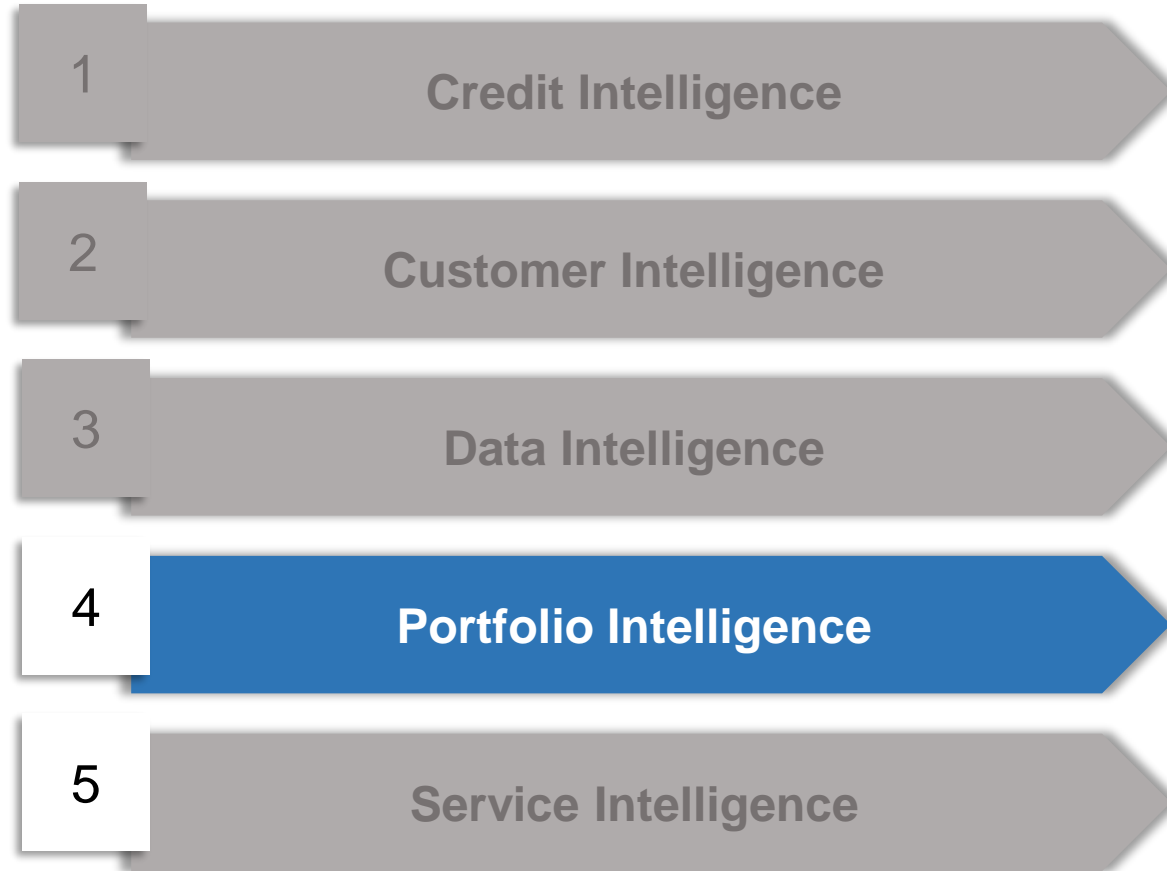 1
Credit Intelligence
2
Customer Intelligence
3
Data Intelligence
4
Portfolio Intelligence
5
Service Intelligence